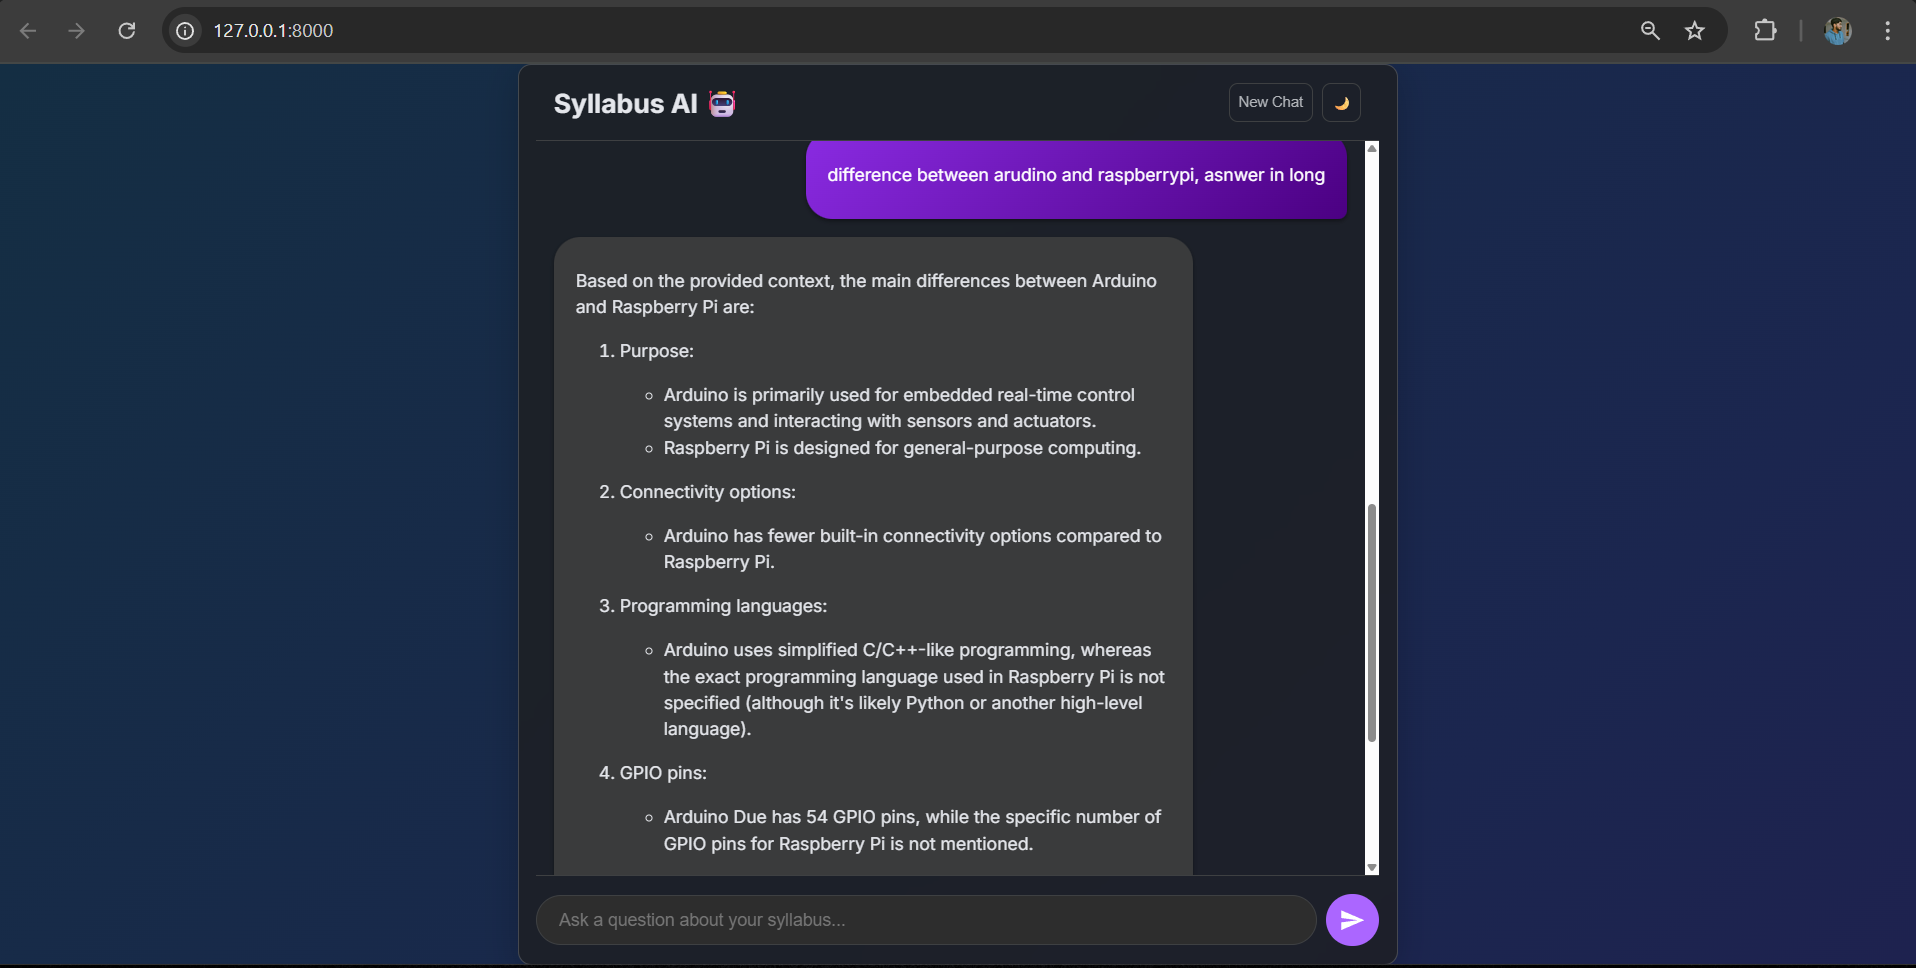 127.0.0.1:8000
Syllabus AI
New Chat
difference between arudino and raspberrypi, asnwer in long
Based on the provided context, the main differences between Arduino
and Raspberry Pi are:
1. Purpose:
Arduino is primarily used for embedded real-time control
systems and interacting with sensors and actuators.
Raspberry Pi is designed for general-purpose computing.
2. Connectivity options:
Arduino has fewer built-in connectivity options compared to
Raspberry Pi.
3. Programming languages:
Arduino uses simplified C/C++-like programming, whereas
the exact programming language used in Raspberry Pi is not
specified (although it's likely Python or another high-level
language).
4. GPIO pins:
Arduino Due has 54 GPIO pins, while the specific number of
GPIO pins for Raspberry Pi is not mentioned.
Ask a question about your syllabus...